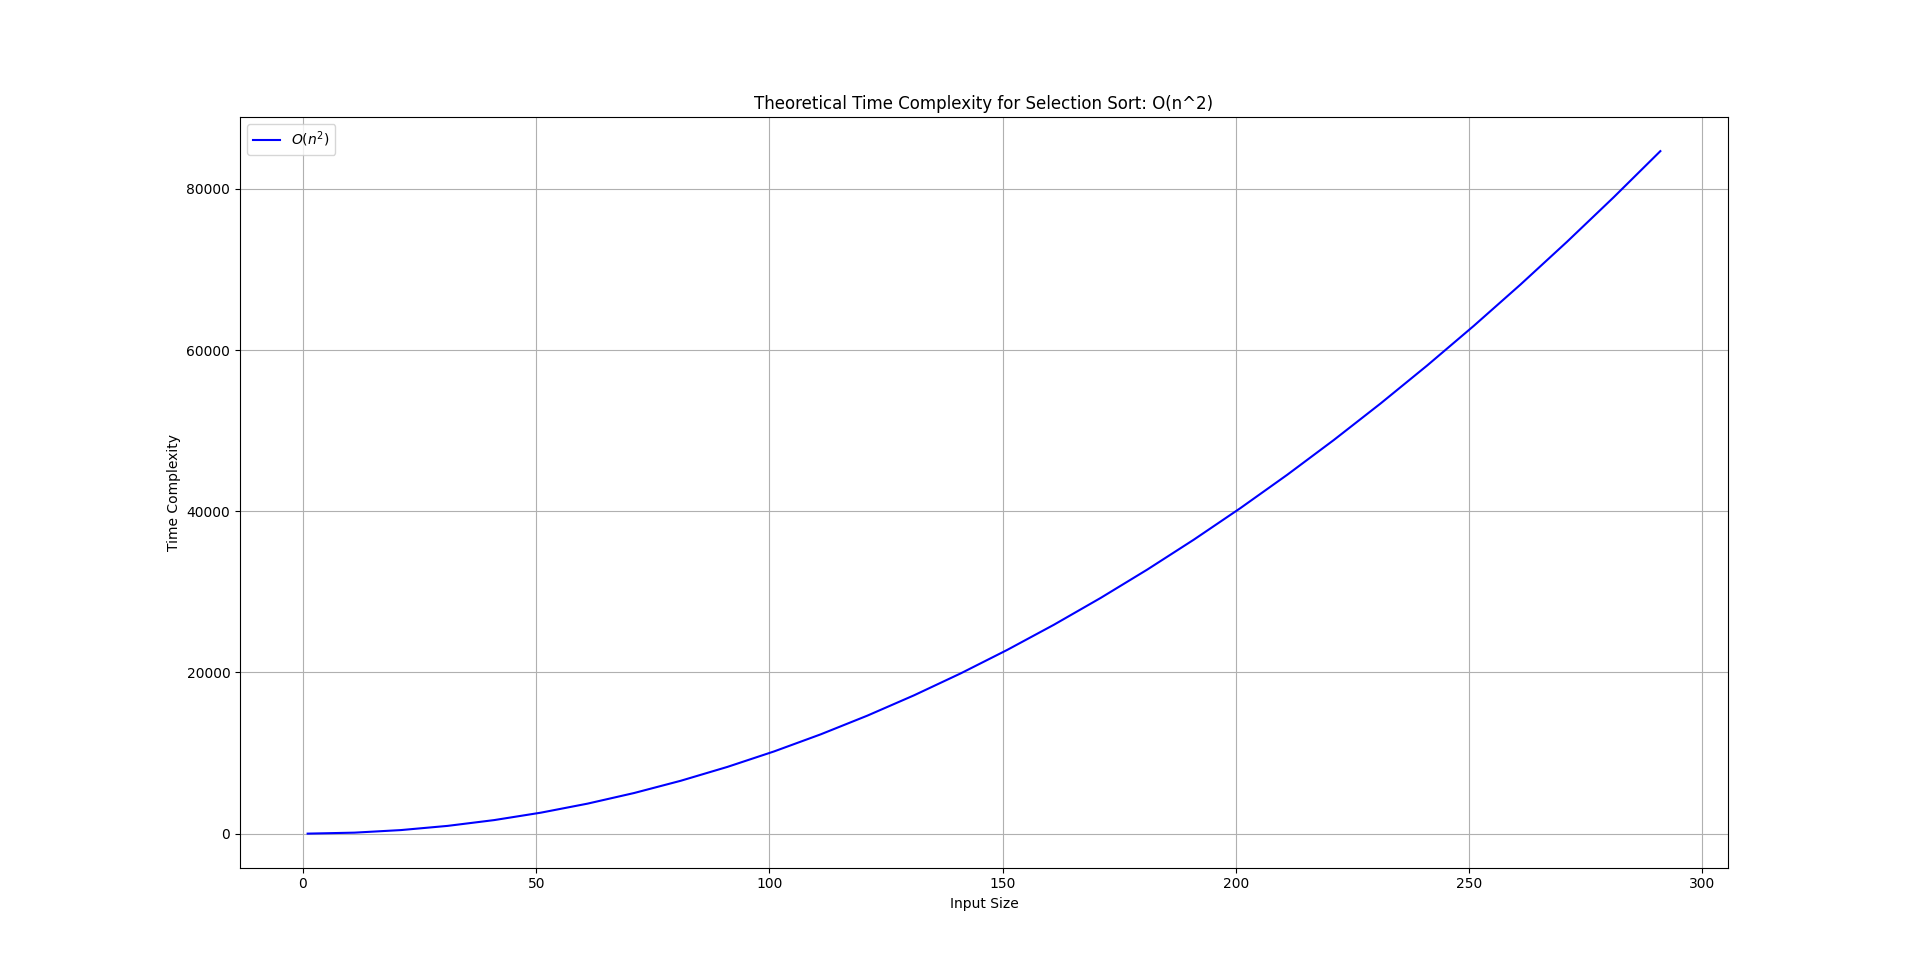 Theoretical Time Complexity for Selection Sort: O(n^2)
O(n²)
80000
60000
40000
20000
0
Time Complexity
0 50 100 150 200 250 300
Input Size